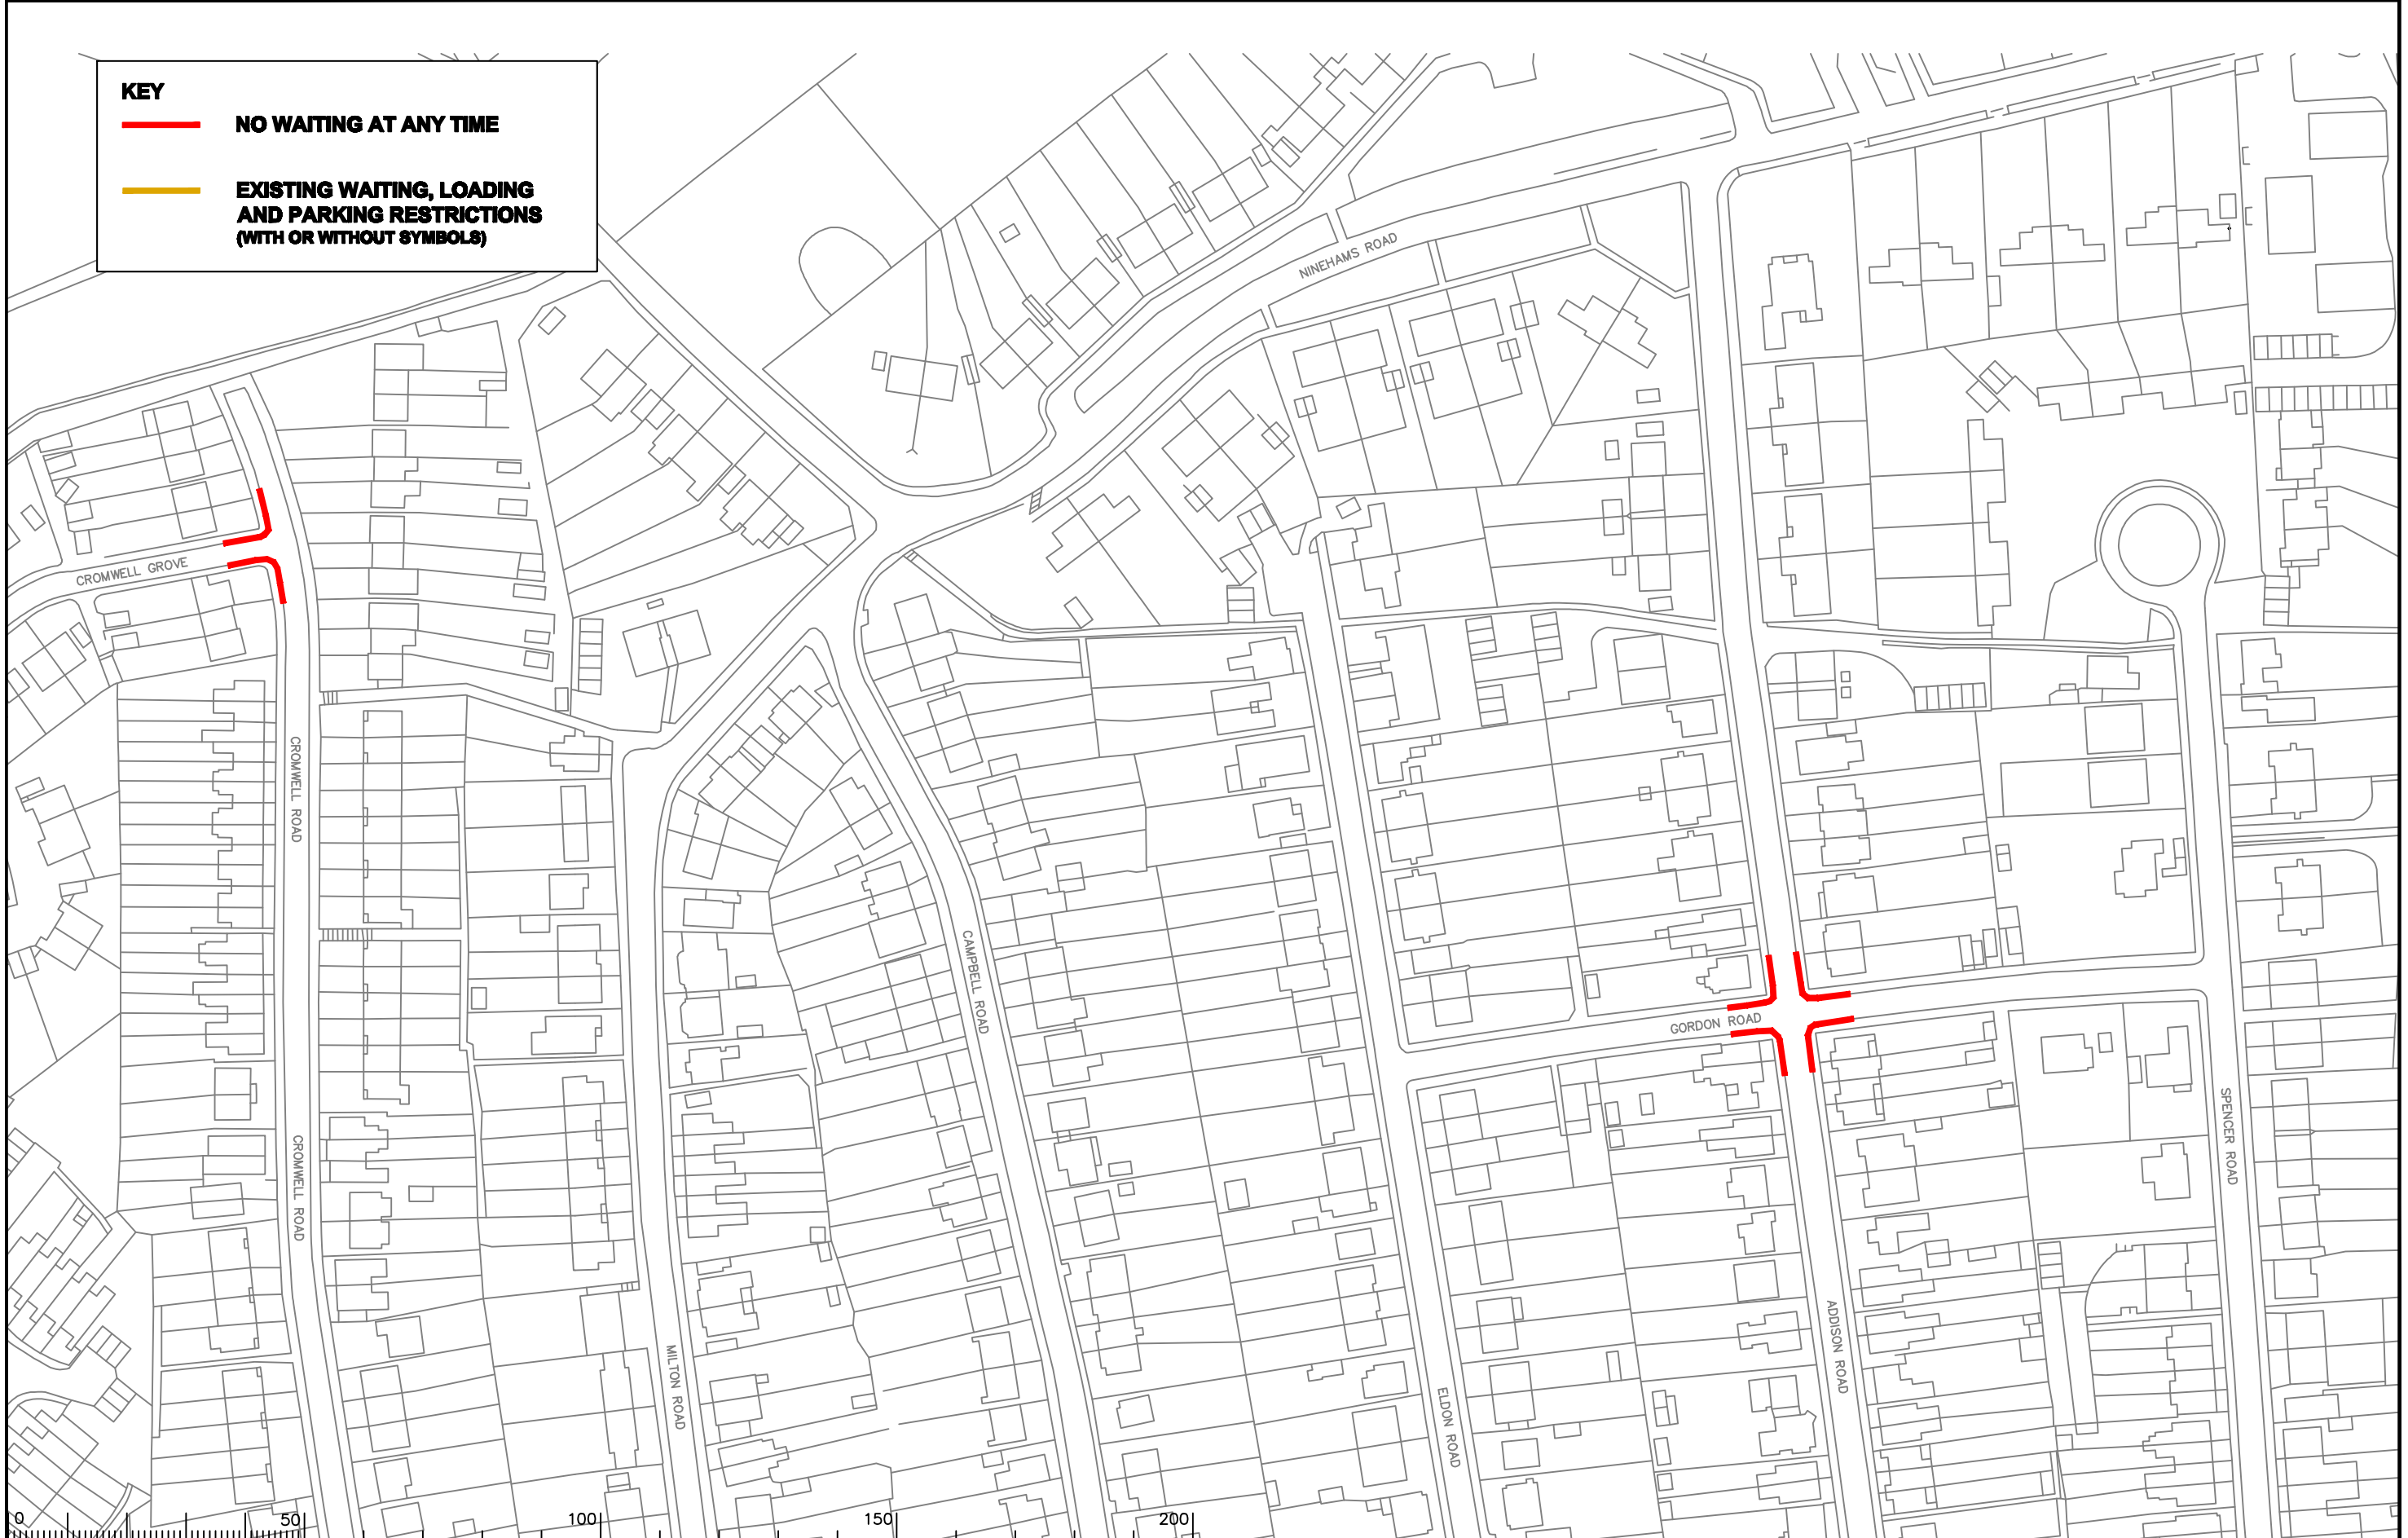 KEY
NO WAITING AT ANY TIME
EXISTING WAITING, LOADING
AND PARKING RESTRICTIONS
(WITH OR WITHOUT SYMBOLS)
NINEHAMS ROAD
CROMWELL GROVE
CROMWELL ROAD
CAMPBELL ROAD
GORDON ROAD
SPENCER ROAD
CROMWELL ROAD
ADDISON ROAD
MILTON ROAD
ELDON ROAD
0 50 100 150 200